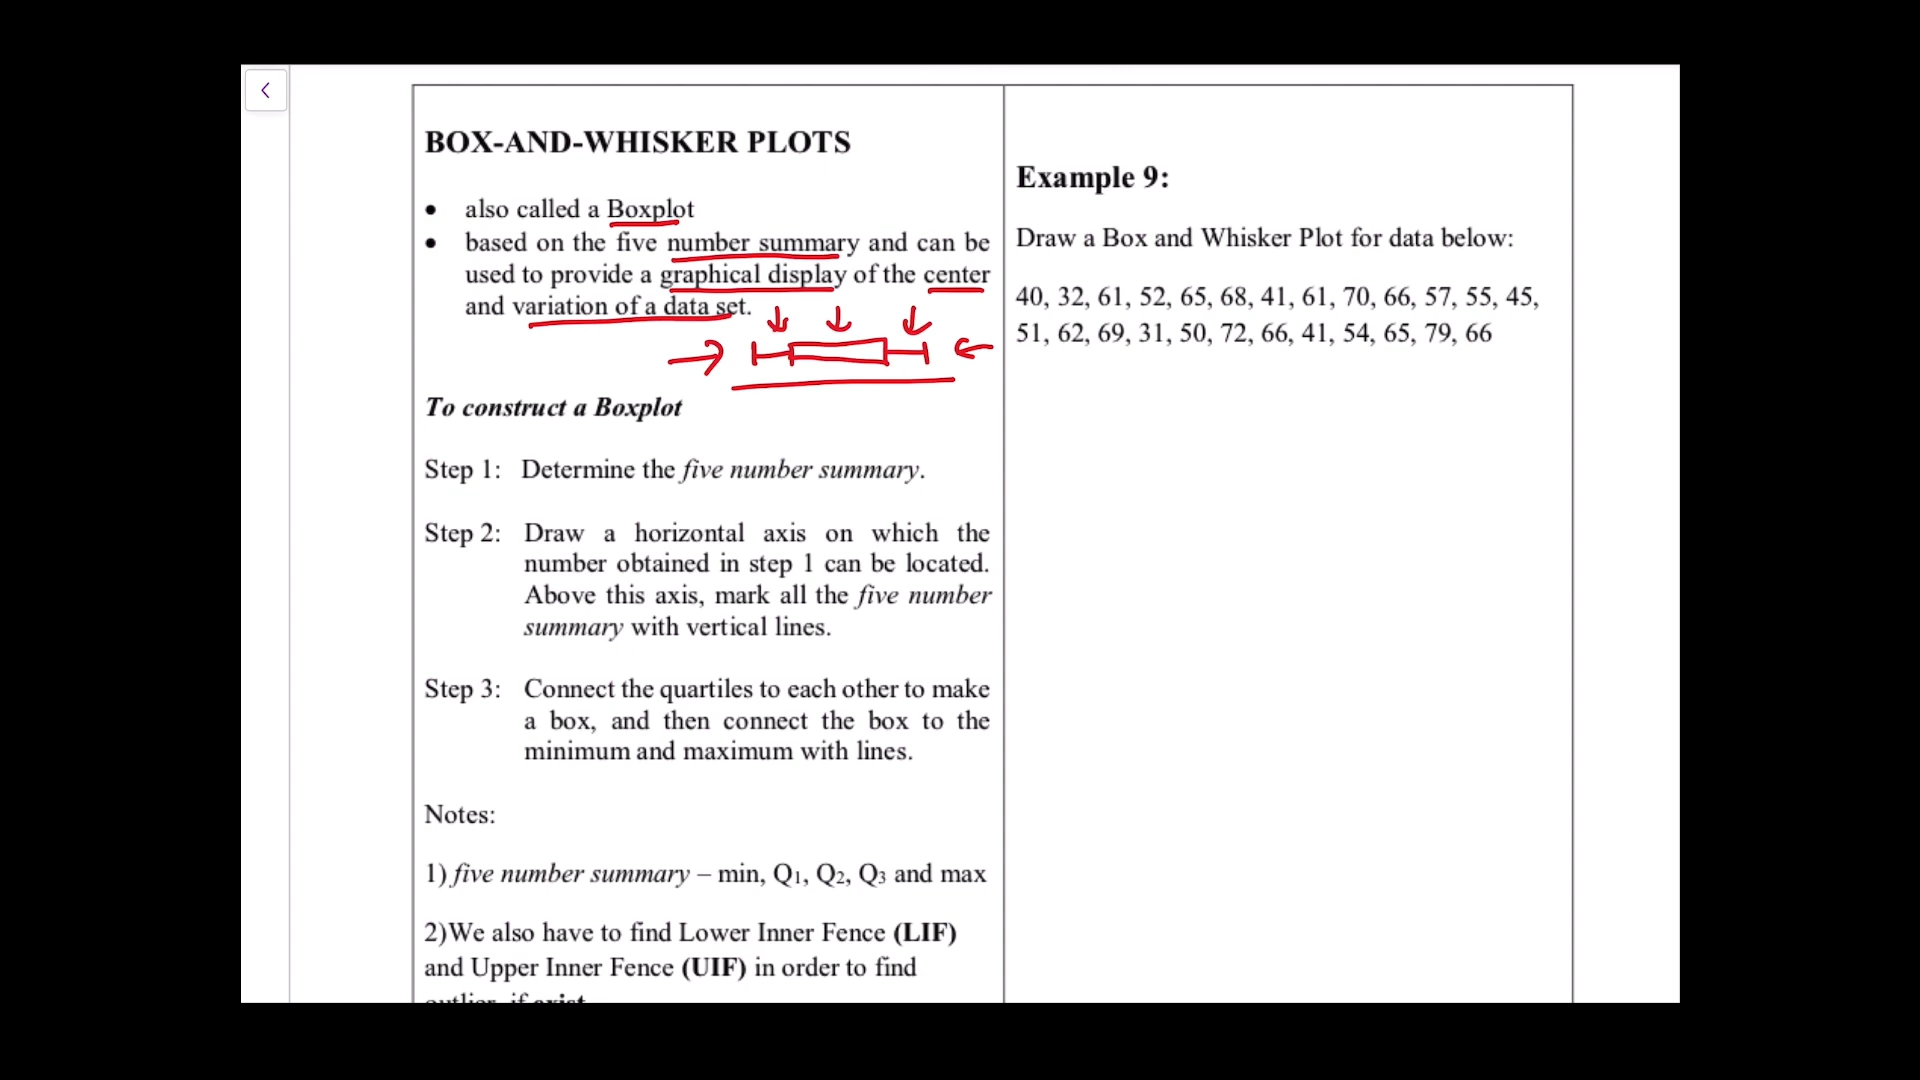 BOX-AND-WHISKER PLOTS
• also called a Boxplot
• based on the five number summary and can be
used to provide a graphical display of the center
and variation of a data set.
To construct a Boxplot
Step 1: Determine the five number summary.
Step 2: Draw a horizontal axis on which the
number obtained in step 1 can be located.
Above this axis, mark all the five number
summary with vertical lines.
Step 3: Connect the quartiles to each other to make
a box, and then connect the box to the
minimum and maximum with lines.
Notes:
1) five number summary – min, Q1, Q2, Q3 and max
2)We also have to find Lower Inner Fence (LIF)
and Upper Inner Fence (UIF) in order to find
outlier, if exist
Example 9:
Draw a Box and Whisker Plot for data below:
40, 32, 61, 52, 65, 68, 41, 61, 70, 66, 57, 55, 45,
51, 62, 69, 31, 50, 72, 66, 41, 54, 65, 79, 66